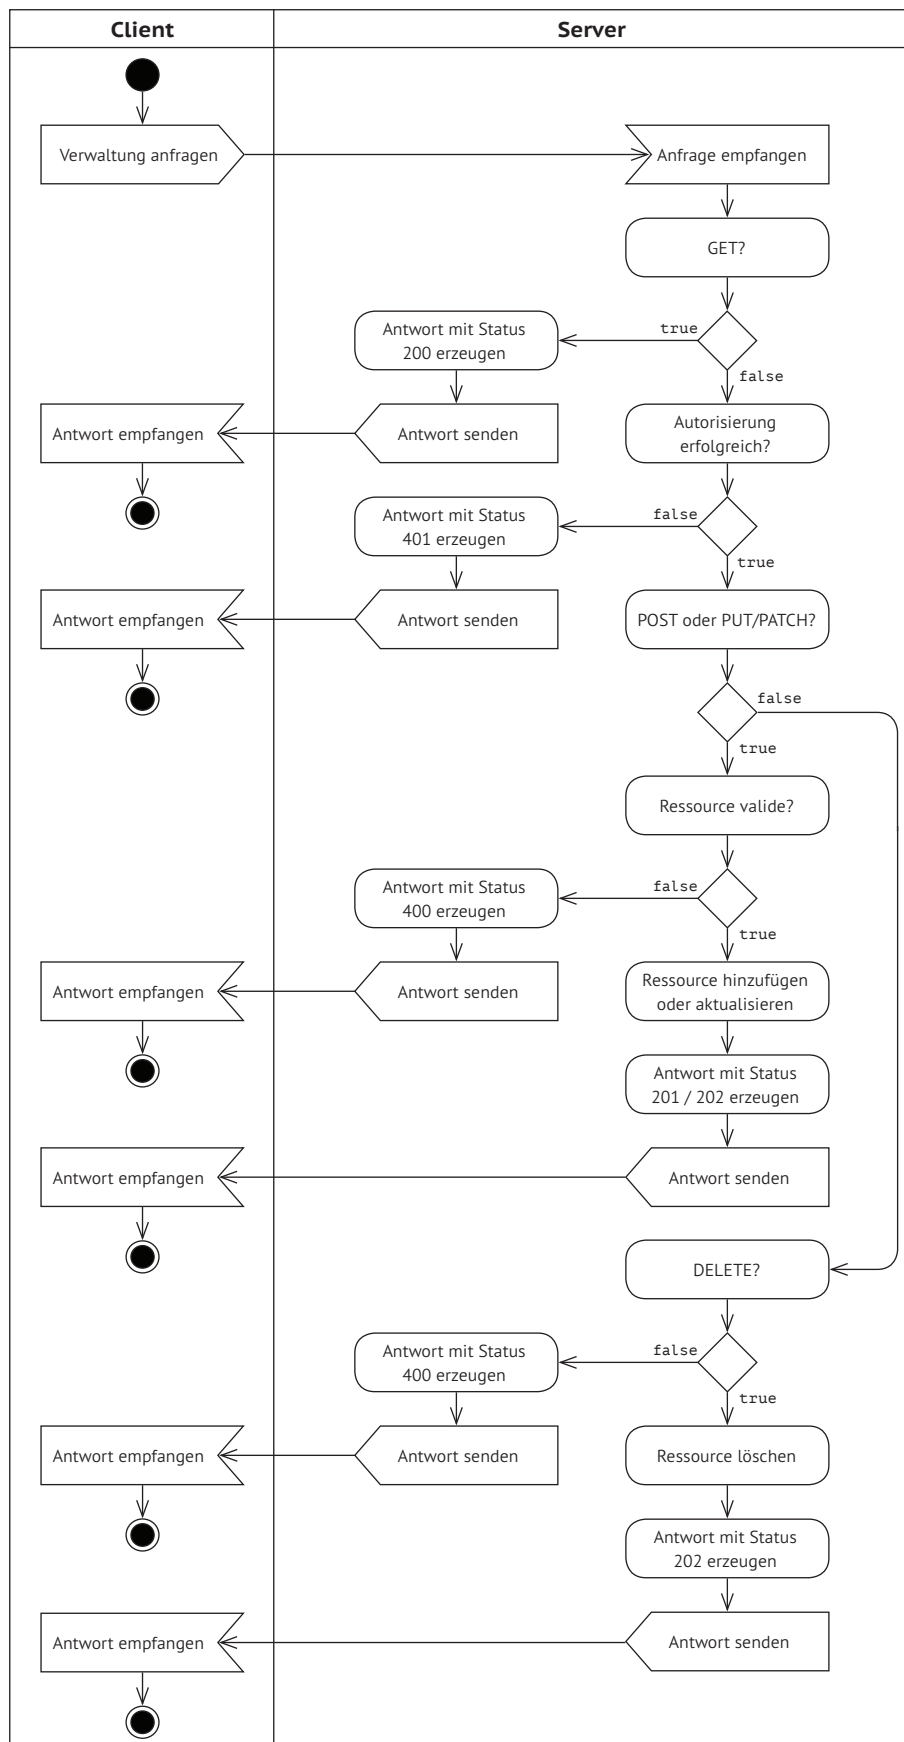 Client
Server
Verwaltung anfragen
Anfrage empfangen
GET?
true
Antwort mit Status
200 erzeugen
false
Antwort empfangen
Antwort senden
Autorisierung
erfolgreich?
false
Antwort mit Status
401 erzeugen
true
Antwort empfangen
Antwort senden
POST oder PUT/PATCH?
false
true
Ressource valide?
false
Antwort mit Status
400 erzeugen
true
Antwort empfangen
Antwort senden
Ressource hinzufügen
oder aktualisieren
Antwort mit Status
201 / 202 erzeugen
Antwort empfangen
Antwort senden
DELETE?
false
Antwort mit Status
400 erzeugen
true
Antwort empfangen
Antwort senden
Ressource löschen
Antwort mit Status
202 erzeugen
Antwort empfangen
Antwort senden